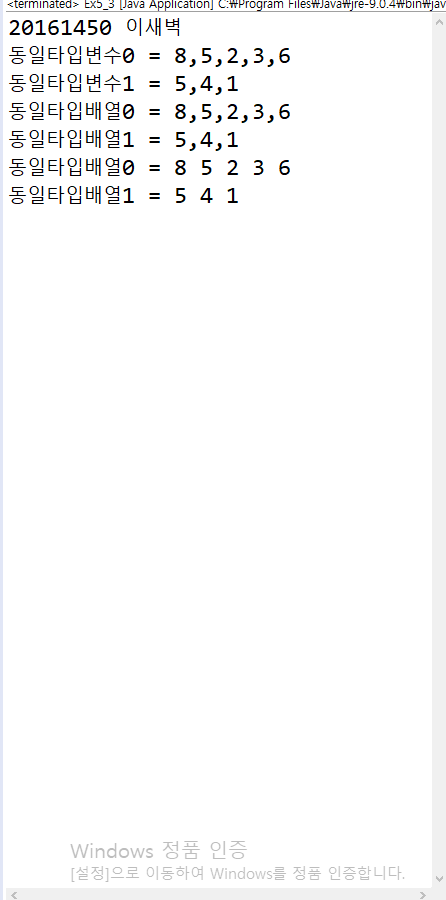 <terminated> Ex5_3 [Java Application] C:₩Program Files₩Java₩jre-9.0.4₩bin₩jav
20161450 이새벽
동일타입변수0 = 8,5,2,3,6
동일타입변수1 = 5,4,1
동일타입배열0 = 8,5,2,3,6
동일타입배열1 = 5,4,1
동일타입배열0 = 8 5 2 3 6
동일타입배열1 = 5 4 1
Windows 정품 인증
[설정]으로 이동하여 Windows를 정품 인증합니다.